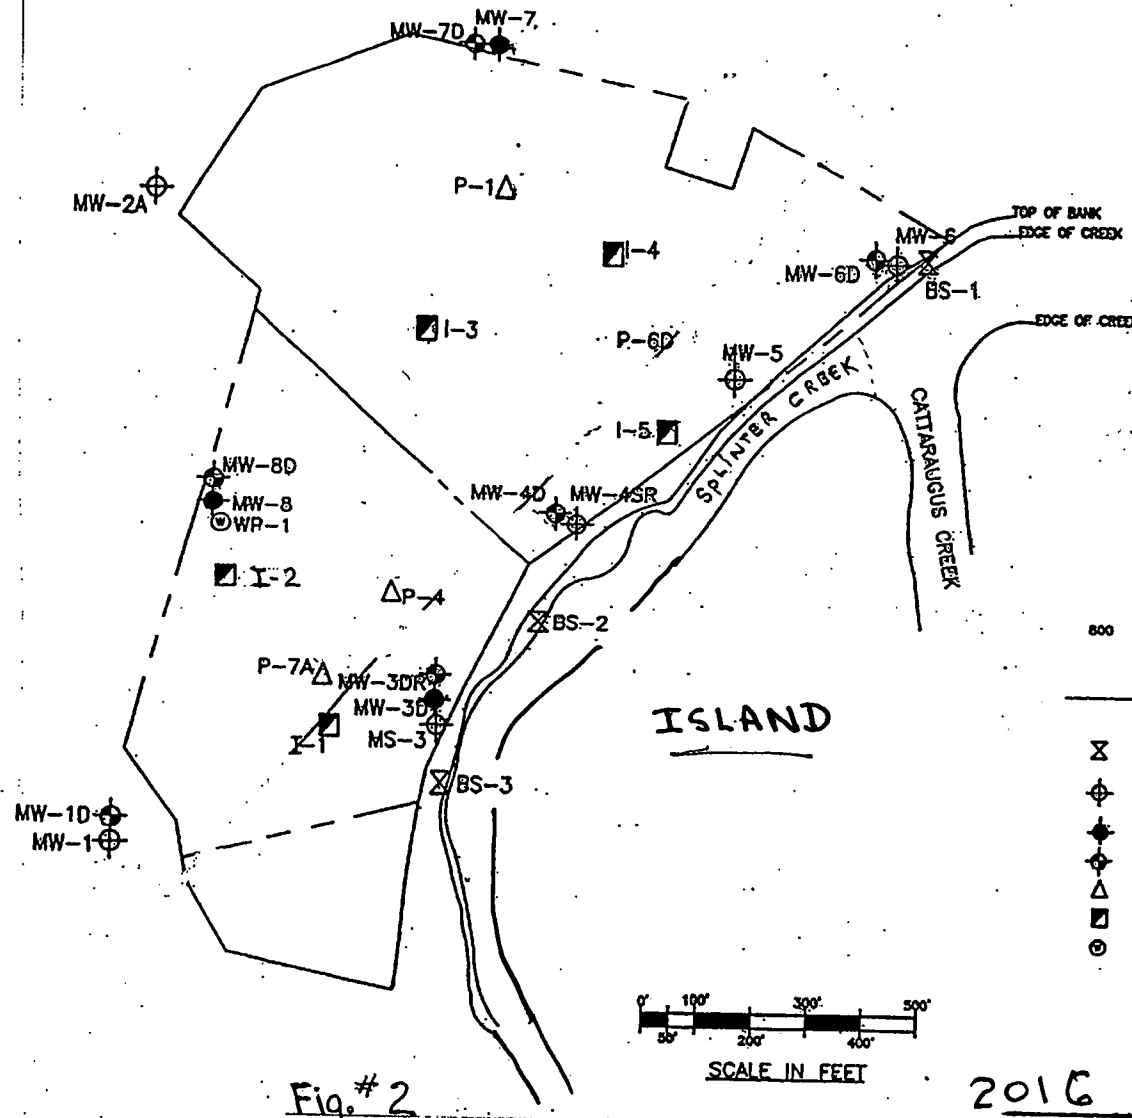 MW-7D MW-7
MW-2A
P-1
I-4
MW-6
MW-6D
BS-1
TOP OF BANK
EDGE OF CREEK
EDGE OF CREE
I-3
P-6D
MW-5
I-5
SPLINTER CREEK
CATTARAUGUS CREEK
MW-8D
MW-8
W WP-1
MW-4D MW-4SR
I-2
P-4
BS-2
800
P-7A
MW-3DR
MW-3D
MS-3
I-1
ISLAND
BS-3
MW-1D
MW-1
W
0' 100' 300' 500'
50' 200' 400'
SCALE IN FEET
Fig. # 2
2016